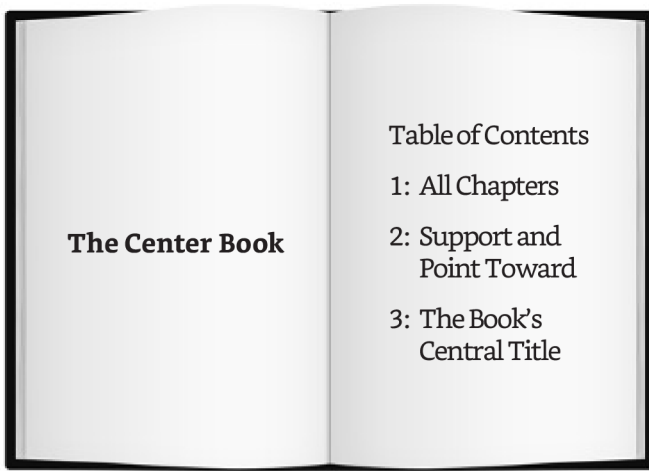 The Center Book
Table of Contents
1: All Chapters
2: Support and
Point Toward
3: The Book’s
Central Title